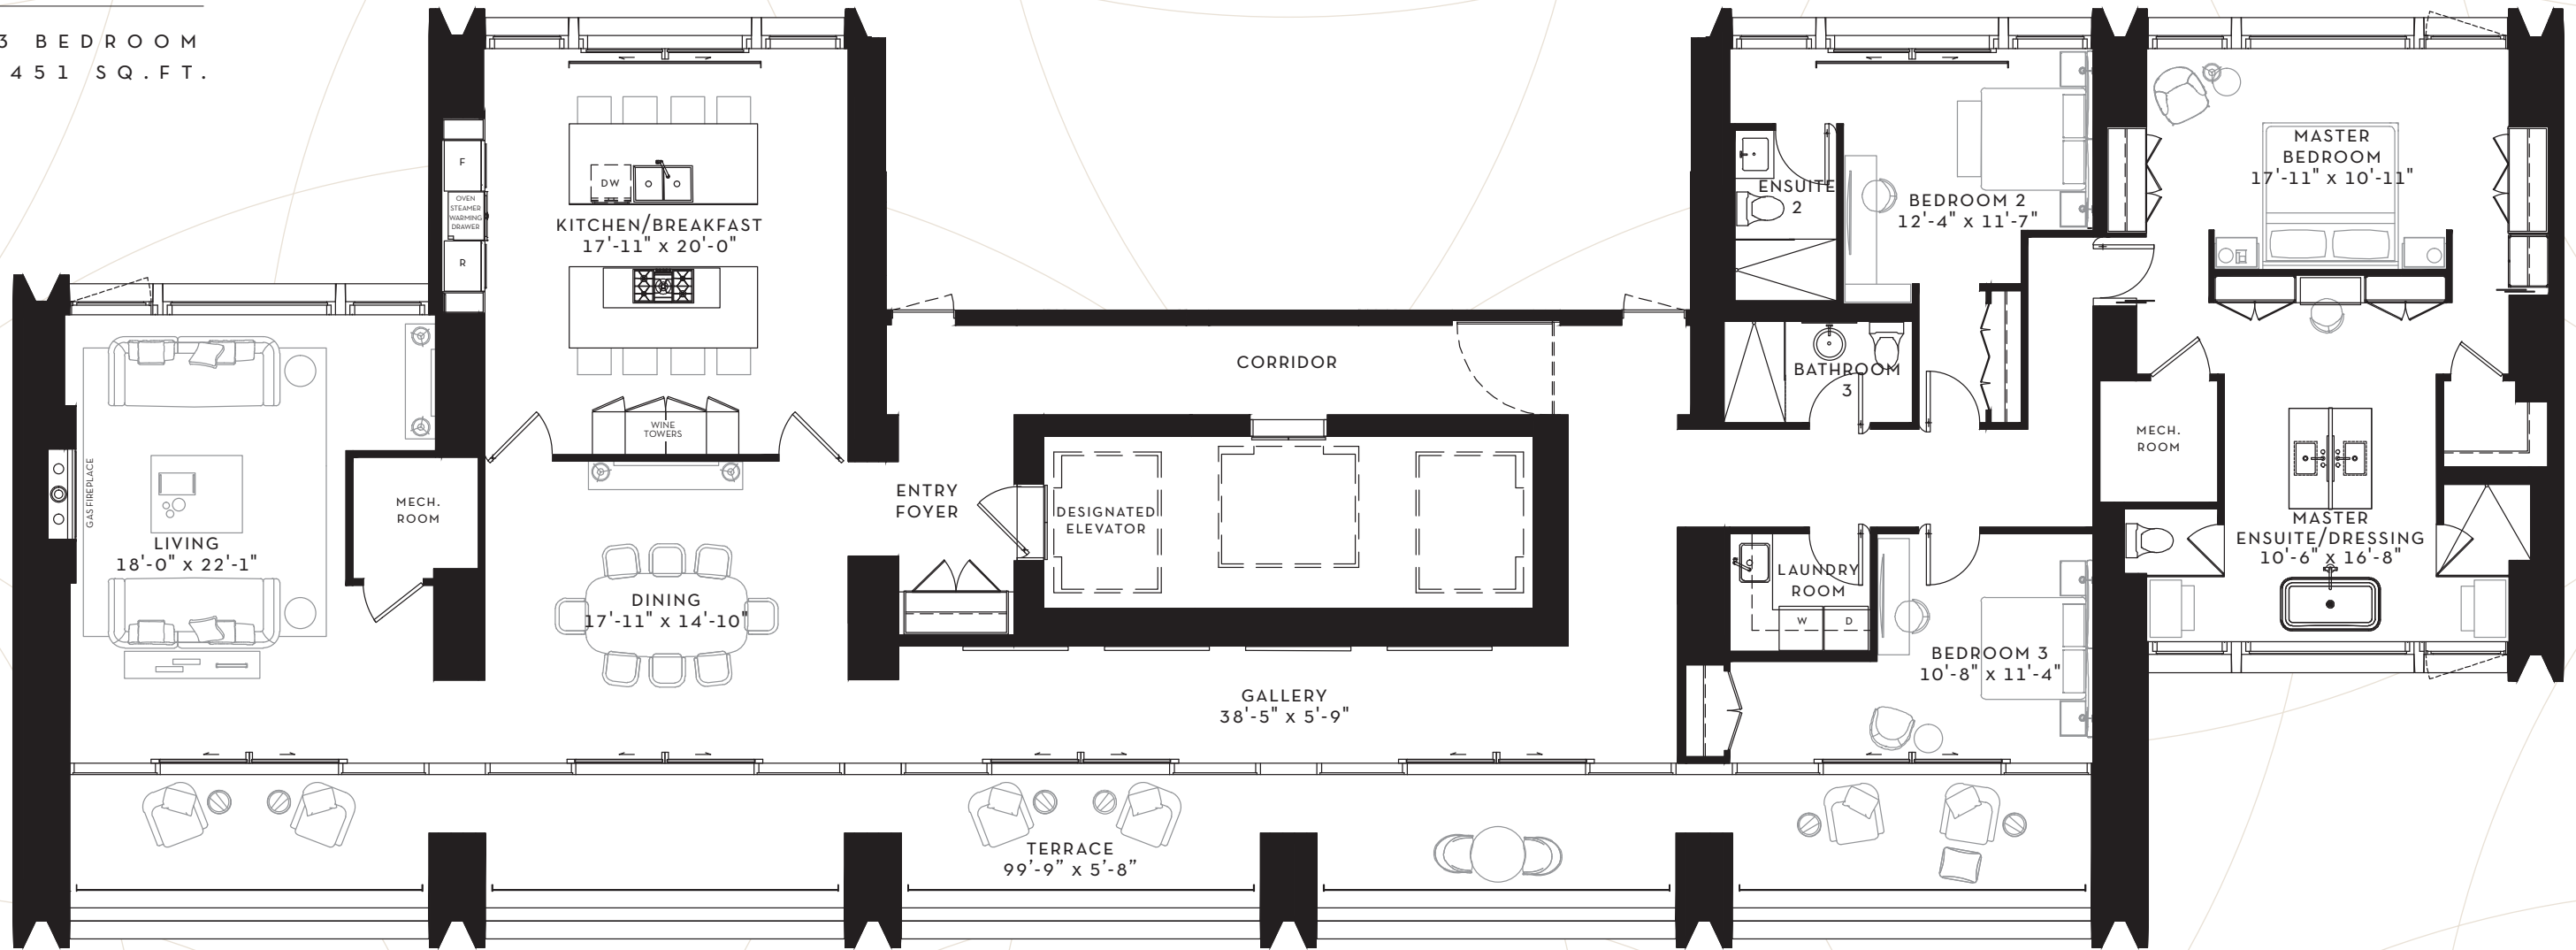 3 BEDROOM
451 SQ.FT.
F
OVEN
STEAMER
WARMING
DRAWER
R
DW
KITCHEN/BREAKFAST
17'-11" x 20'-0"
WINE
TOWERS
GAS FIREPLACE
LIVING
18'-0" x 22'-1"
MECH.
ROOM
DINING
17'-11" x 14'-10"
ENTRY
FOYER
CORRIDOR
DESIGNATED
ELEVATOR
GALLERY
38'-5" x 5'-9"
TERRACE
99'-9” x 5'-8”
ENSUITE
2
BEDROOM 2
12'-4" x 11'-7"
BATHROOM
3
LAUNDRY
ROOM
W
D
BEDROOM 3
10'-8" x 11'-4"
MASTER
BEDROOM
17'-11" x 10'-11"
MECH.
ROOM
MASTER
ENSUITE/DRESSING
10'-6" x 16'-8"